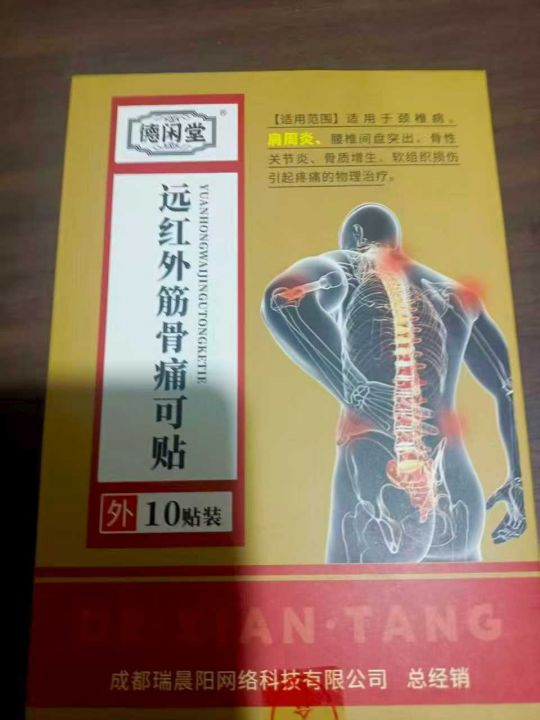 德闲堂
®
远红外筋骨痛可贴
YUANHONGWAIJINGUTONGKETIE
外 10贴装
【适用范围】适用于颈椎病、
肩周炎、腰椎间盘突出、骨性
关节炎、骨质增生、软组织损伤
引起疼痛的物理治疗。
DE·XIAN·TANG
成都瑞晨阳网络科技有限公司 总经销